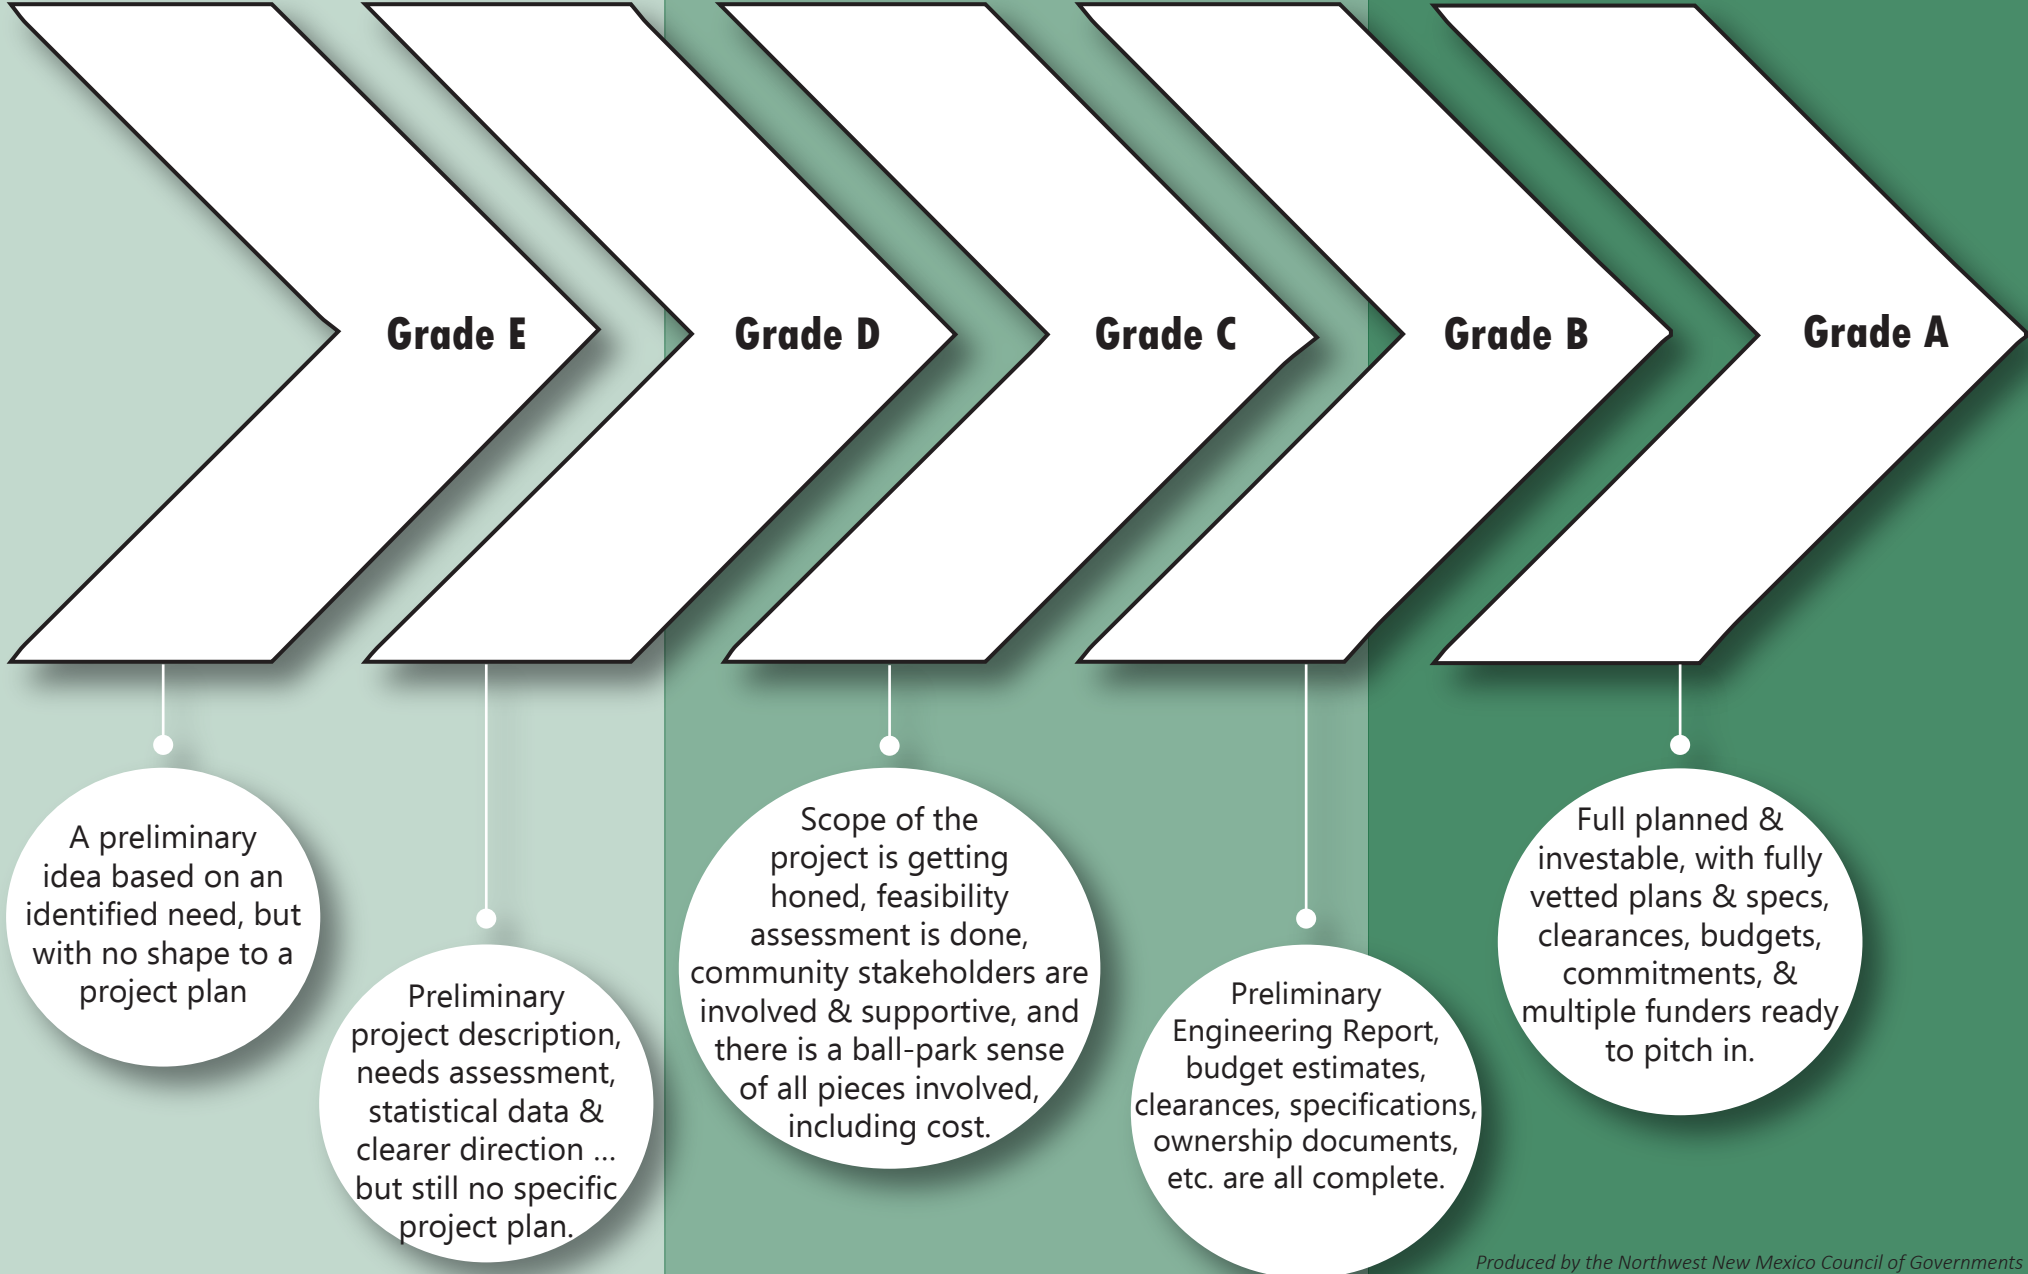 Grade E
Grade D
Grade C
Grade B
Grade A
A preliminary
idea based on an
identified need, but
with no shape to a
project plan
Preliminary
project description,
needs assessment,
statistical data &
clearer direction ...
but still no specific
project plan.
Scope of the
project is getting
honed, feasibility
assessment is done,
community stakeholders are
involved & supportive, and
there is a ball-park sense
of all pieces involved,
including cost.
Preliminary
Engineering Report,
budget estimates,
clearances, specifications,
ownership documents,
etc. are all complete.
Full planned &
investable, with fully
vetted plans & specs,
clearances, budgets,
commitments, &
multiple funders ready
to pitch in.
Produced by the Northwest New Mexico Council of Governments